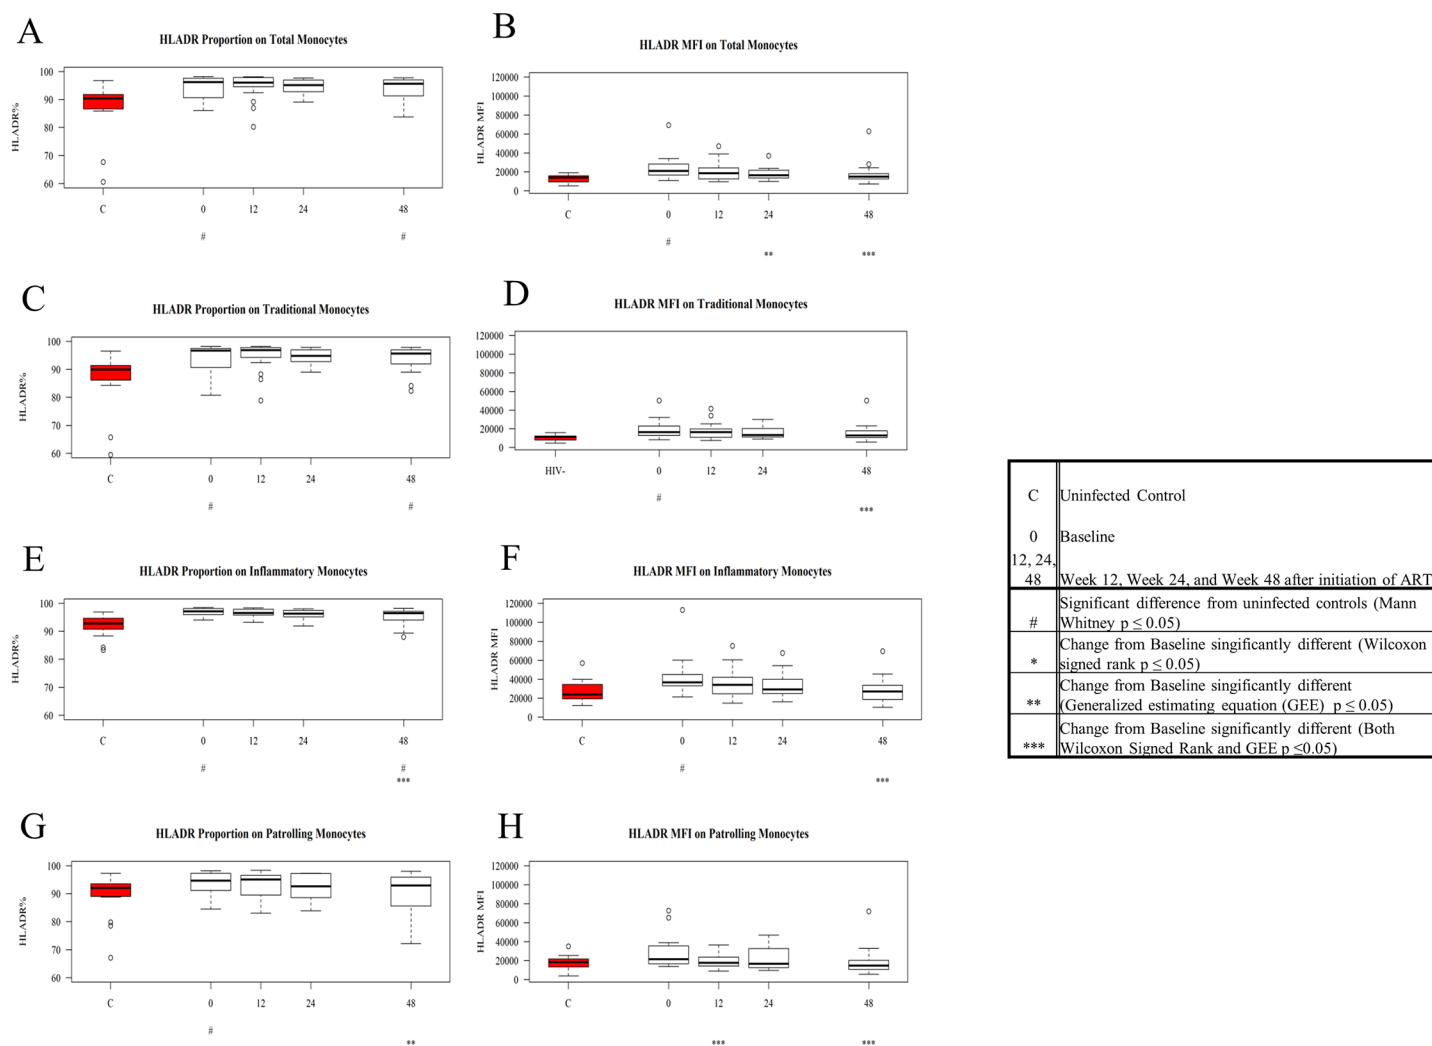 A
HLADR Proportion on Total Monocytes
HLADR%
100
90
80
70
60
C 0 12 24 48
# #
B
HLADR MFI on Total Monocytes
HLADR MFI
120000
100000
80000
60000
40000
20000
0
C 0 12 24 48
#
** ***
C
HLADR Proportion on Traditional Monocytes
HLADR%
100
90
80
70
60
C 0 12 24 48
# #
D
HLADR MFI on Traditional Monocytes
HLADR MFI
120000
100000
80000
60000
40000
20000
0
HIV- 0 12 24 48
#
***
E
HLADR Proportion on Inflammatory Monocytes
HLADR%
100
90
80
70
60
C 0 12 24 48
# #
***
F
HLADR MFI on Inflammatory Monocytes
HLADR MFI
120000
100000
80000
60000
40000
20000
0
C 0 12 24 48
#
***
G
HLADR Proportion on Patrolling Monocytes
HLADR%
100
90
80
70
60
C 0 12 24 48
#
**
H
HLADR MFI on Patrolling Monocytes
HLADR MFI
120000
100000
80000
60000
40000
20000
0
C 0 12 24 48
*** ***
C Uninfected Control
0 Baseline
12, 24,
48 Week 12, Week 24, and Week 48 after initiation of ART
Significant difference from uninfected controls (Mann
# Whitney p ≤ 0.05)
Change from Baseline singificantly different (Wilcoxon
* signed rank p ≤ 0.05)
Change from Baseline singificantly different
** (Generalized estimating equation (GEE) p ≤ 0.05)
Change from Baseline significantly different (Both
*** Wilcoxon Signed Rank and GEE p ≤0.05)